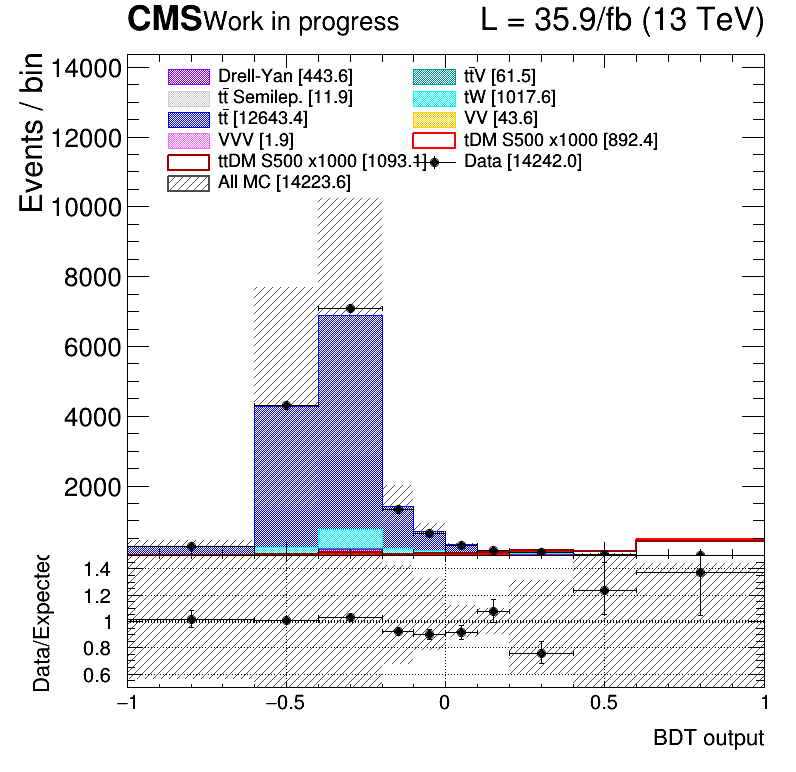 CMS Work in progress L = 35.9/fb (13 TeV)
Events / bin
14000
12000
10000
8000
6000
4000
2000
Drell-Yan [443.6]
tt̄V [61.5]
tt̄ Semilep. [11.9]
tW [1017.6]
tt̄ [12643.4]
VV [43.6]
VVV [1.9]
tDM S500 x1000 [892.4]
ttDM S500 x1000 [1093.1]
Data [14242.0]
All MC [14223.6]
Data/Expected
1.4
1.2
1
0.8
0.6
−1 −0.5 0 0.5 1
BDT output